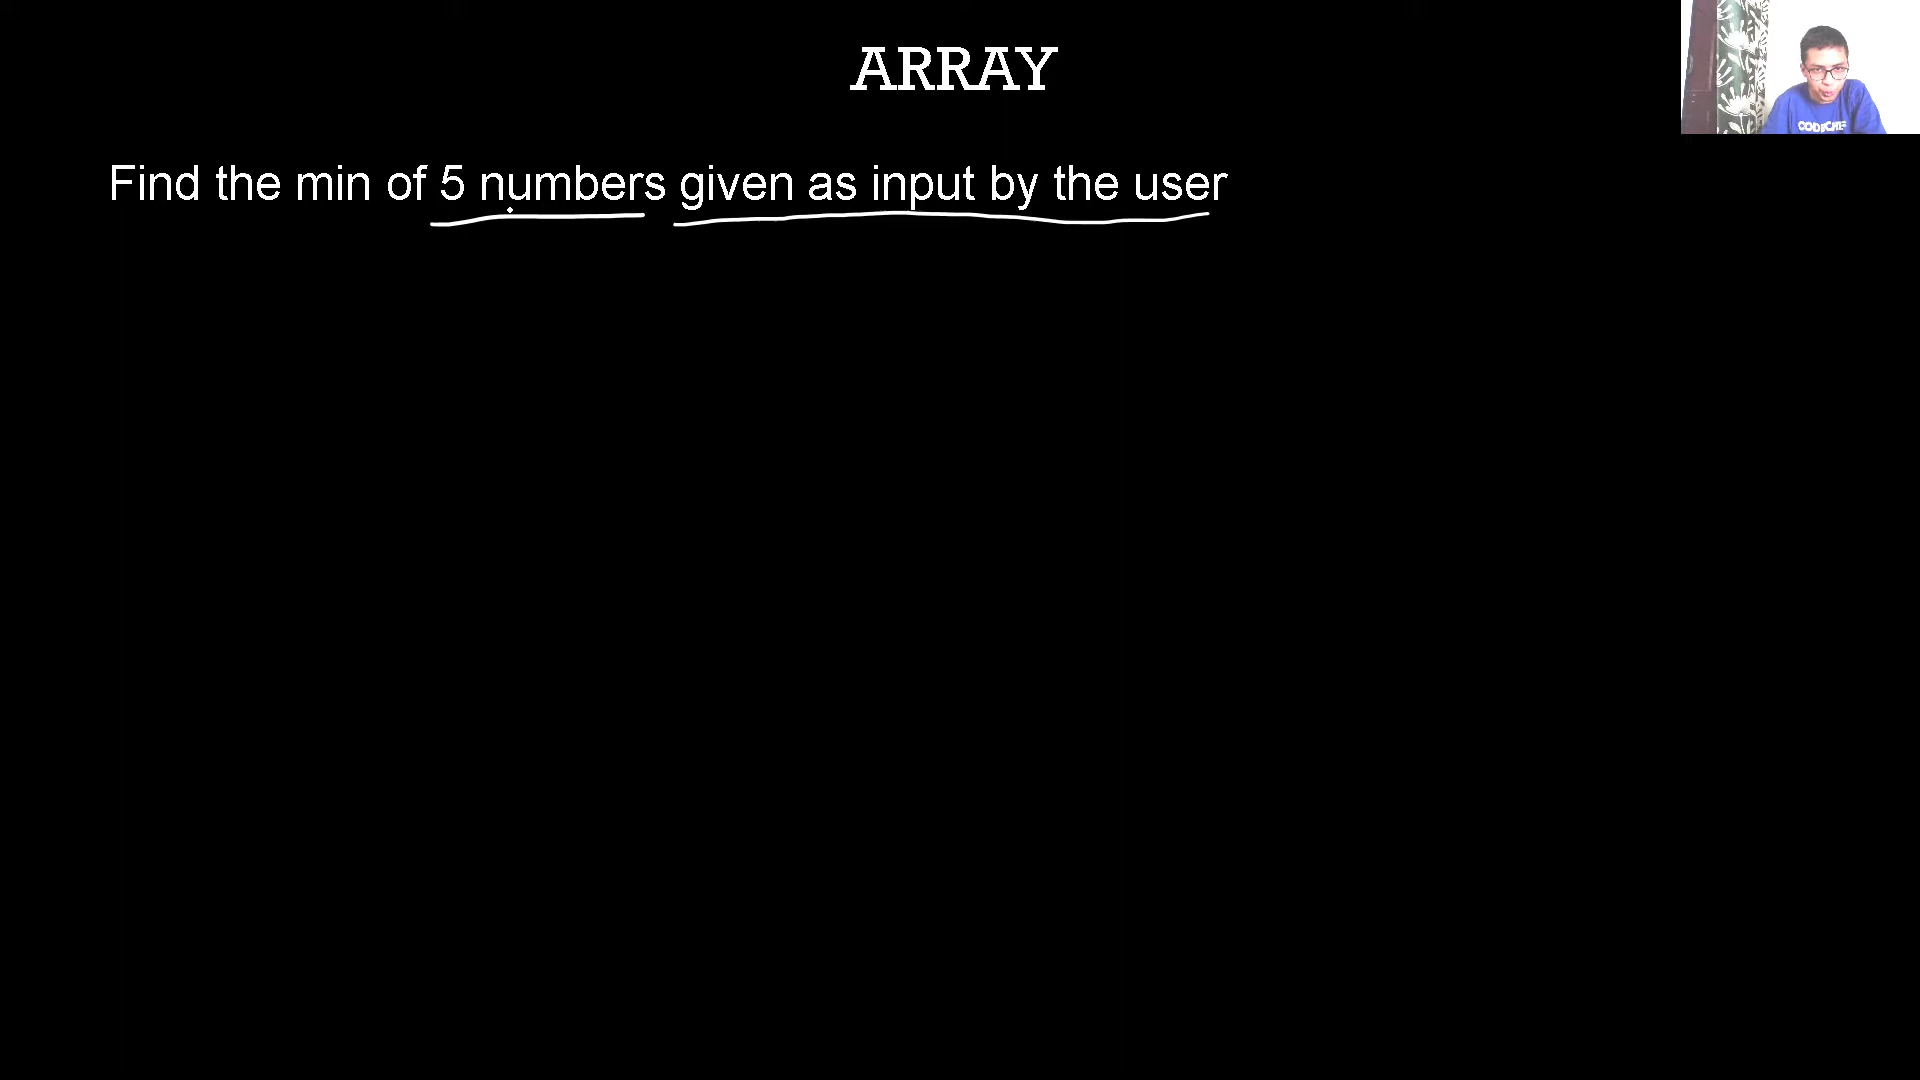 ARRAY
Find the min of 5 numbers given as input by the user